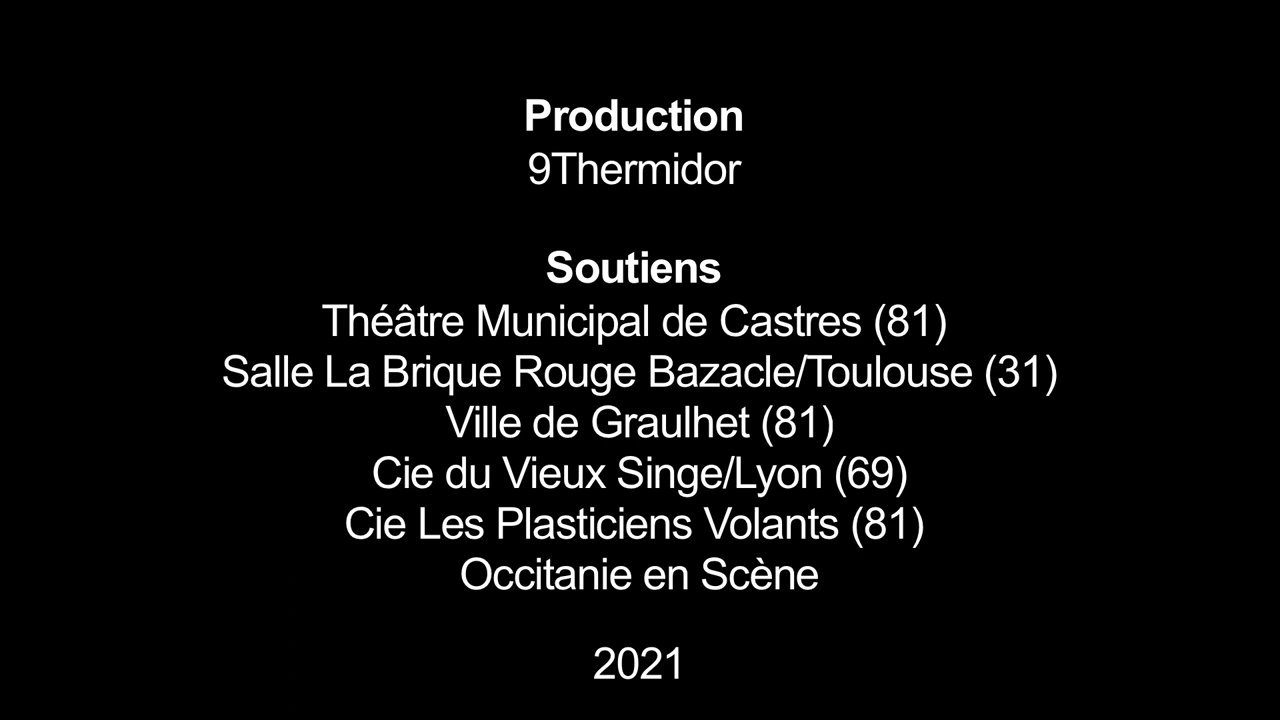 Production
9Thermidor
Soutiens
Théâtre Municipal de Castres (81)
Salle La Brique Rouge Bazacle/Toulouse (31)
Ville de Graulhet (81)
Cie du Vieux Singe/Lyon (69)
Cie Les Plasticiens Volants (81)
Occitanie en Scène
2021